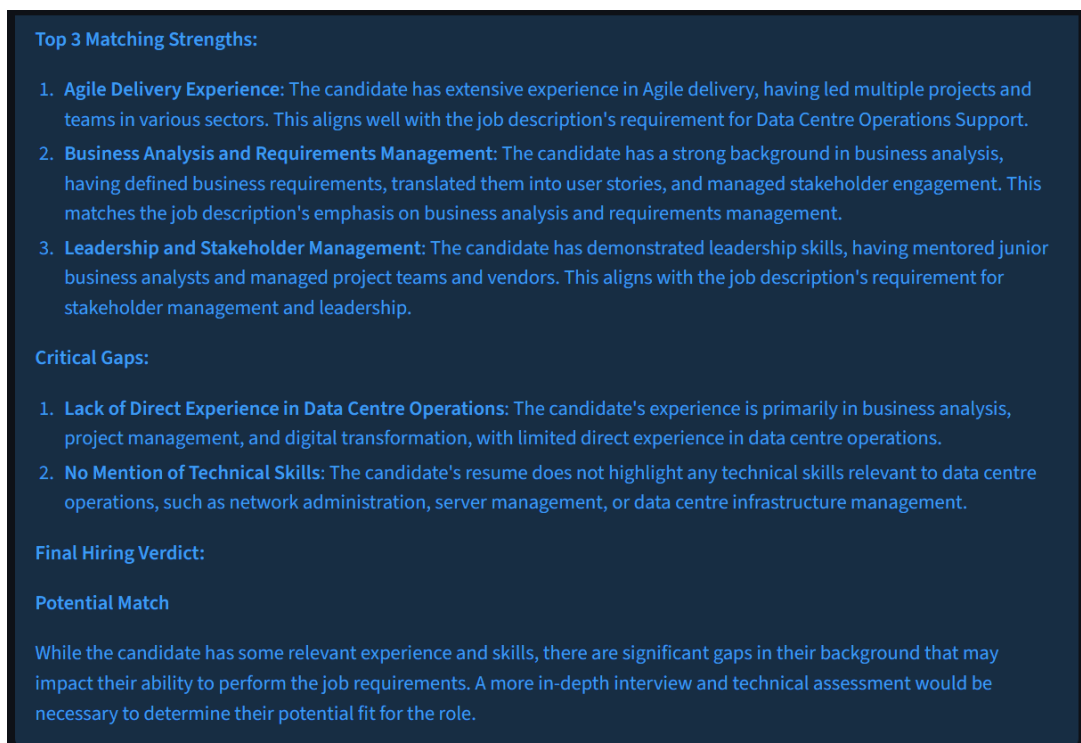 Top 3 Matching Strengths:
1. Agile Delivery Experience: The candidate has extensive experience in Agile delivery, having led multiple projects and
teams in various sectors. This aligns well with the job description's requirement for Data Centre Operations Support.
2. Business Analysis and Requirements Management: The candidate has a strong background in business analysis,
having defined business requirements, translated them into user stories, and managed stakeholder engagement. This
matches the job description's emphasis on business analysis and requirements management.
3. Leadership and Stakeholder Management: The candidate has demonstrated leadership skills, having mentored junior
business analysts and managed project teams and vendors. This aligns with the job description's requirement for
stakeholder management and leadership.
Critical Gaps:
1. Lack of Direct Experience in Data Centre Operations: The candidate's experience is primarily in business analysis,
project management, and digital transformation, with limited direct experience in data centre operations.
2. No Mention of Technical Skills: The candidate's resume does not highlight any technical skills relevant to data centre
operations, such as network administration, server management, or data centre infrastructure management.
Final Hiring Verdict:
Potential Match
While the candidate has some relevant experience and skills, there are significant gaps in their background that may
impact their ability to perform the job requirements. A more in-depth interview and technical assessment would be
necessary to determine their potential fit for the role.